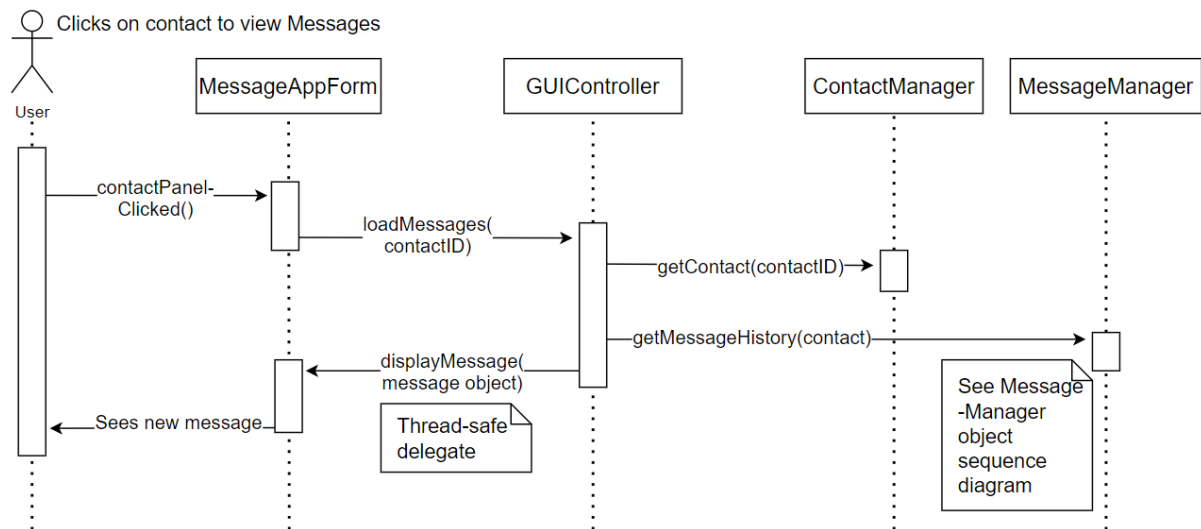 Clicks on contact to view Messages
User
MessageAppForm
GUIController
ContactManager
MessageManager
contactPanel-
Clicked()
loadMessages(
contactID)
getContact(contactID)
getMessageHistory(contact)
displayMessage(
message object)
Sees new message
Thread-safe
delegate
See Message
-Manager
object
sequence
diagram